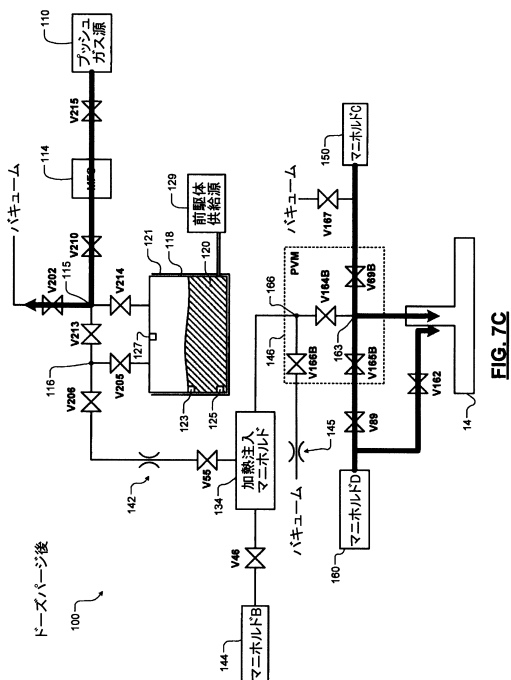 ドーズパージ後
100
バキューム
110
プッシュ
ガス源
V215
114
MFC
V210
V202
115
V213
V214
116
V205
V206
127
121
118
120
129
前駆体
供給源
123
125
142
V55
134
加熱注入
マニホルド
V46
144
マニホルドB
146
166
PVM
V164B
V166B
バキューム
145
163
V165B
V69B
V167
バキューム
150
マニホルドC
V89
160
マニホルドD
V162
14
FIG. 7C